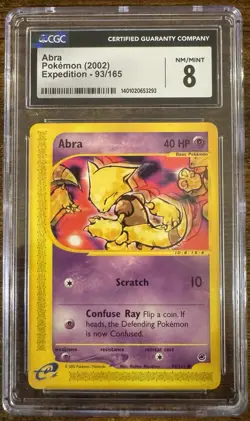 CGC
CERTIFIED GUARANTY COMPANY
Abra
Pokémon (2002)
Expedition - 93/165
1401020653293
NM/MINT
8
Abra
40 HP
Basic Pokémon
Scratch
10
Confuse Ray Flip a coin. If
heads, the Defending Pokémon
is now Confused.
weakness
resistance
retreat cost
e